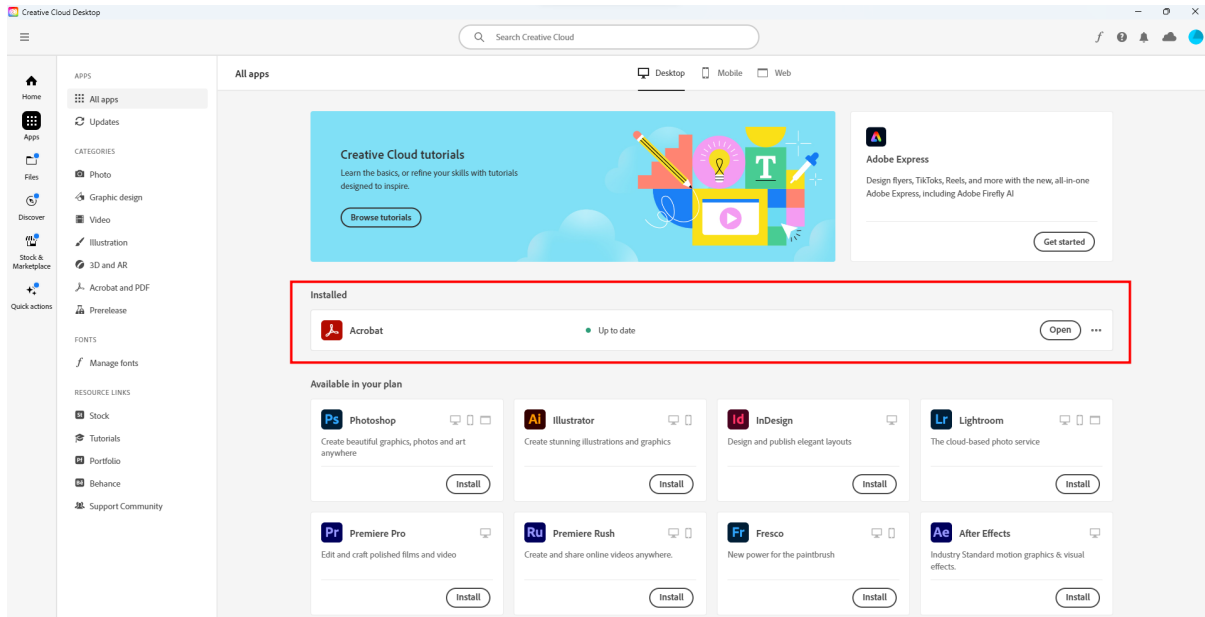 Creative Cloud Desktop
Search Creative Cloud
Home
Apps
Files
Discover
Stock &
Marketplace
Quick actions
APPS
All apps
Updates
CATEGORIES
Photo
Graphic design
Video
Illustration
3D and AR
Acrobat and PDF
Prerelease
FONTS
Manage fonts
RESOURCE LINKS
St Stock
Tutorials
Pf Portfolio
Bē Behance
Support Community
All apps
Desktop Mobile Web
Creative Cloud tutorials
Learn the basics, or refine your skills with tutorials
designed to inspire.
Browse tutorials
T
Adobe Express
Design flyers, TikToks, Reels, and more with the new, all-in-one
Adobe Express, including Adobe Firefly AI
Get started
Installed
Acrobat Up to date Open
Available in your plan
Ps Photoshop
Create beautiful graphics, photos and art
anywhere
Install
Ai Illustrator
Create stunning illustrations and graphics
Install
Id InDesign
Design and publish elegant layouts
Install
Lr Lightroom
The cloud-based photo service
Install
Pr Premiere Pro
Edit and craft polished films and video
Install
Ru Premiere Rush
Create and share online videos anywhere.
Install
Fr Fresco
New power for the paintbrush
Install
Ae After Effects
Industry Standard motion graphics & visual
effects.
Install